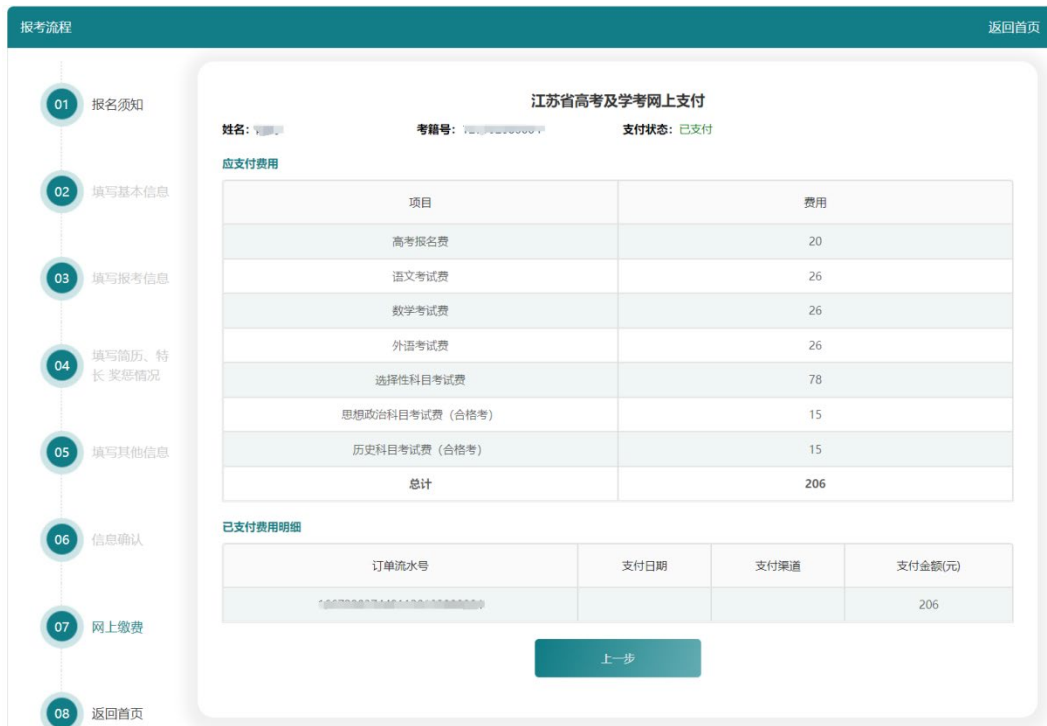 报考流程 返回首页
01 报名须知
02 填写基本信息
03 填写报考信息
04 填写简历、特
长 奖惩情况
05 填写其他信息
06 信息确认
07 网上缴费
08 返回首页
江苏省高考及学考网上支付
姓名: 考籍号: 支付状态: 已支付
应支付费用
项目 费用
高考报名费 20
语文考试费 26
数学考试费 26
外语考试费 26
选择性科目考试费 78
思想政治科目考试费（合格考） 15
历史科目考试费（合格考） 15
总计 206
已支付费用明细
订单流水号 支付日期 支付渠道 支付金额(元)
206
上一步